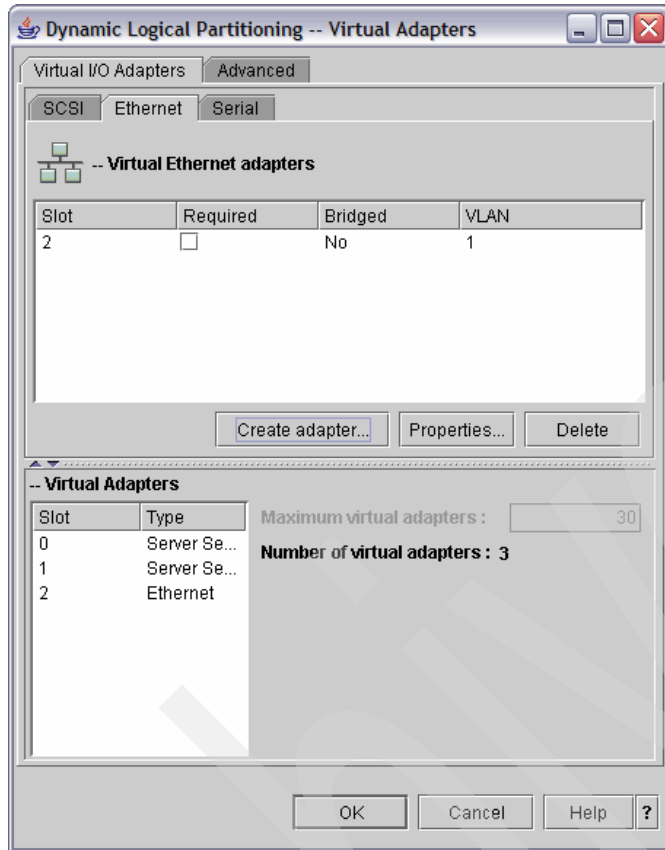 Dynamic Logical Partitioning -- Virtual Adapters
Virtual I/O Adapters Advanced
SCSI Ethernet Serial
-- Virtual Ethernet adapters
Slot Required Bridged VLAN
2 No 1
Create adapter... Properties... Delete
-- Virtual Adapters
Slot Type Maximum virtual adapters : 30
0 Server Se... Number of virtual adapters : 3
1 Server Se...
2 Ethernet
OK Cancel Help ?